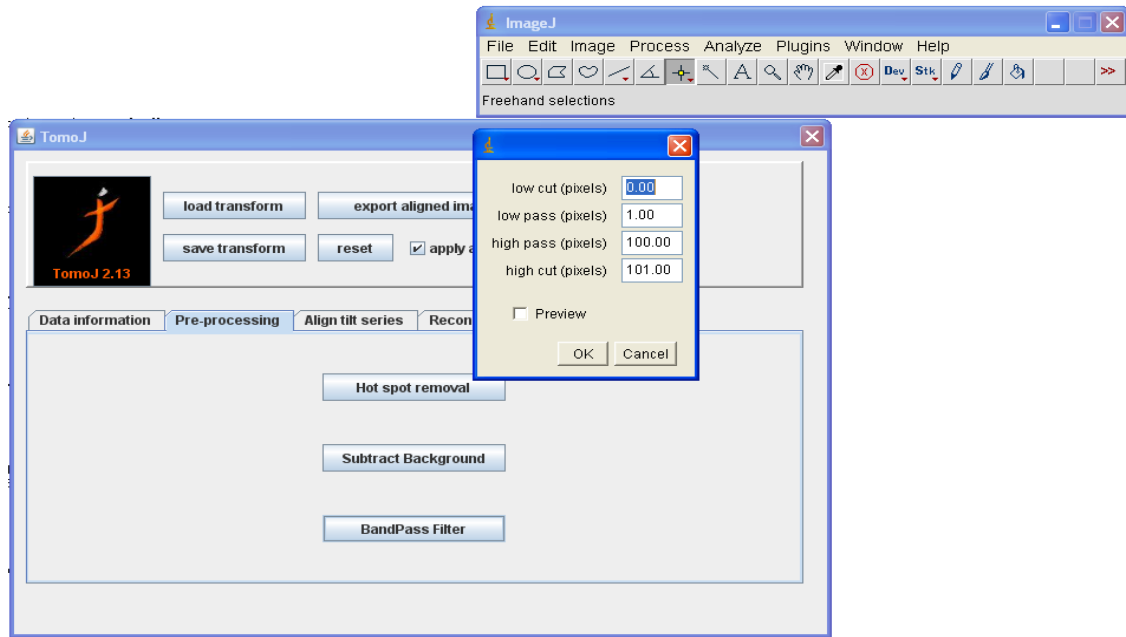 ImageJ
File Edit Image Process Analyze Plugins Window Help
A Dev Stk >>
Freehand selections
TomoJ
load transform
save transform reset apply
TomoJ 2.13
Data information Pre-processing Align tilt series
Hot spot removal
Subtract Background
BandPass Filter
low cut (pixels) 0.00
low pass (pixels) 1.00
high pass (pixels) 100.00
high cut (pixels) 101.00
Preview
OK Cancel
export aligned